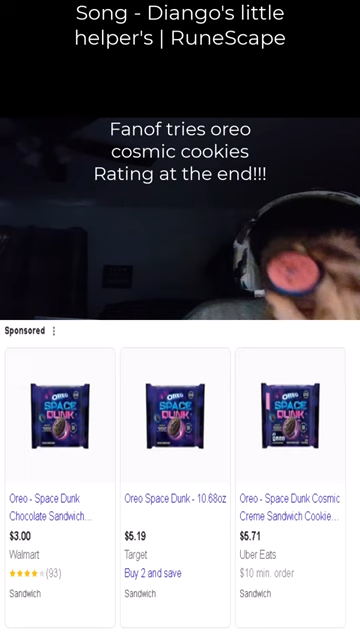 Song - Diango's little
helper's | RuneScape
Fanof tries oreo
cosmic cookies
Rating at the end!!!
Sponsored
OREO
SPACE
DUNK
OREO
SPACE
DUNK
OREO
SPACE
DUNK
Oreo - Space Dunk
Chocolate Sandwich...
$3.00
Walmart
(93)
Sandwich
Oreo Space Dunk - 10.68oz
$5.19
Target
Buy 2 and save
Sandwich
Oreo - Space Dunk Cosmic
Creme Sandwich Cookie...
$5.71
Uber Eats
$10 min. order
Sandwich